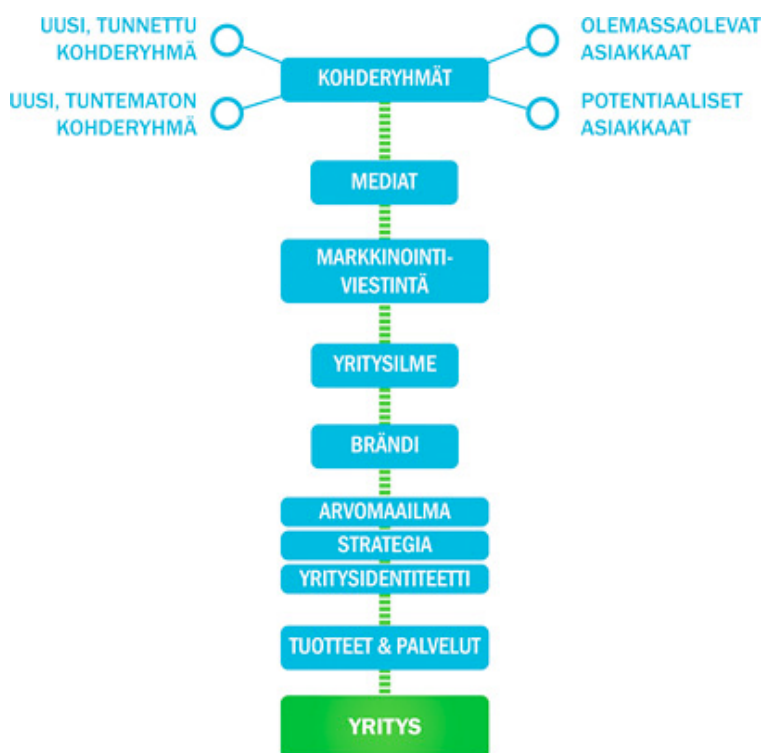 UUSI, TUNNETTU
KOHDERYHMÄ
OLEMASSAOLEVAT
ASIAKKAAT
KOHDERYHMÄT
UUSI, TUNTEMATON
KOHDERYHMÄ
POTENTIAALISET
ASIAKKAAT
MEDIAT
MARKKINOINTI-
VIESTINTÄ
YRITYSILME
BRÄNDI
ARVOMAAILMA
STRATEGIA
YRITYSIDENTITEETTI
TUOTTEET & PALVELUT
YRITYS